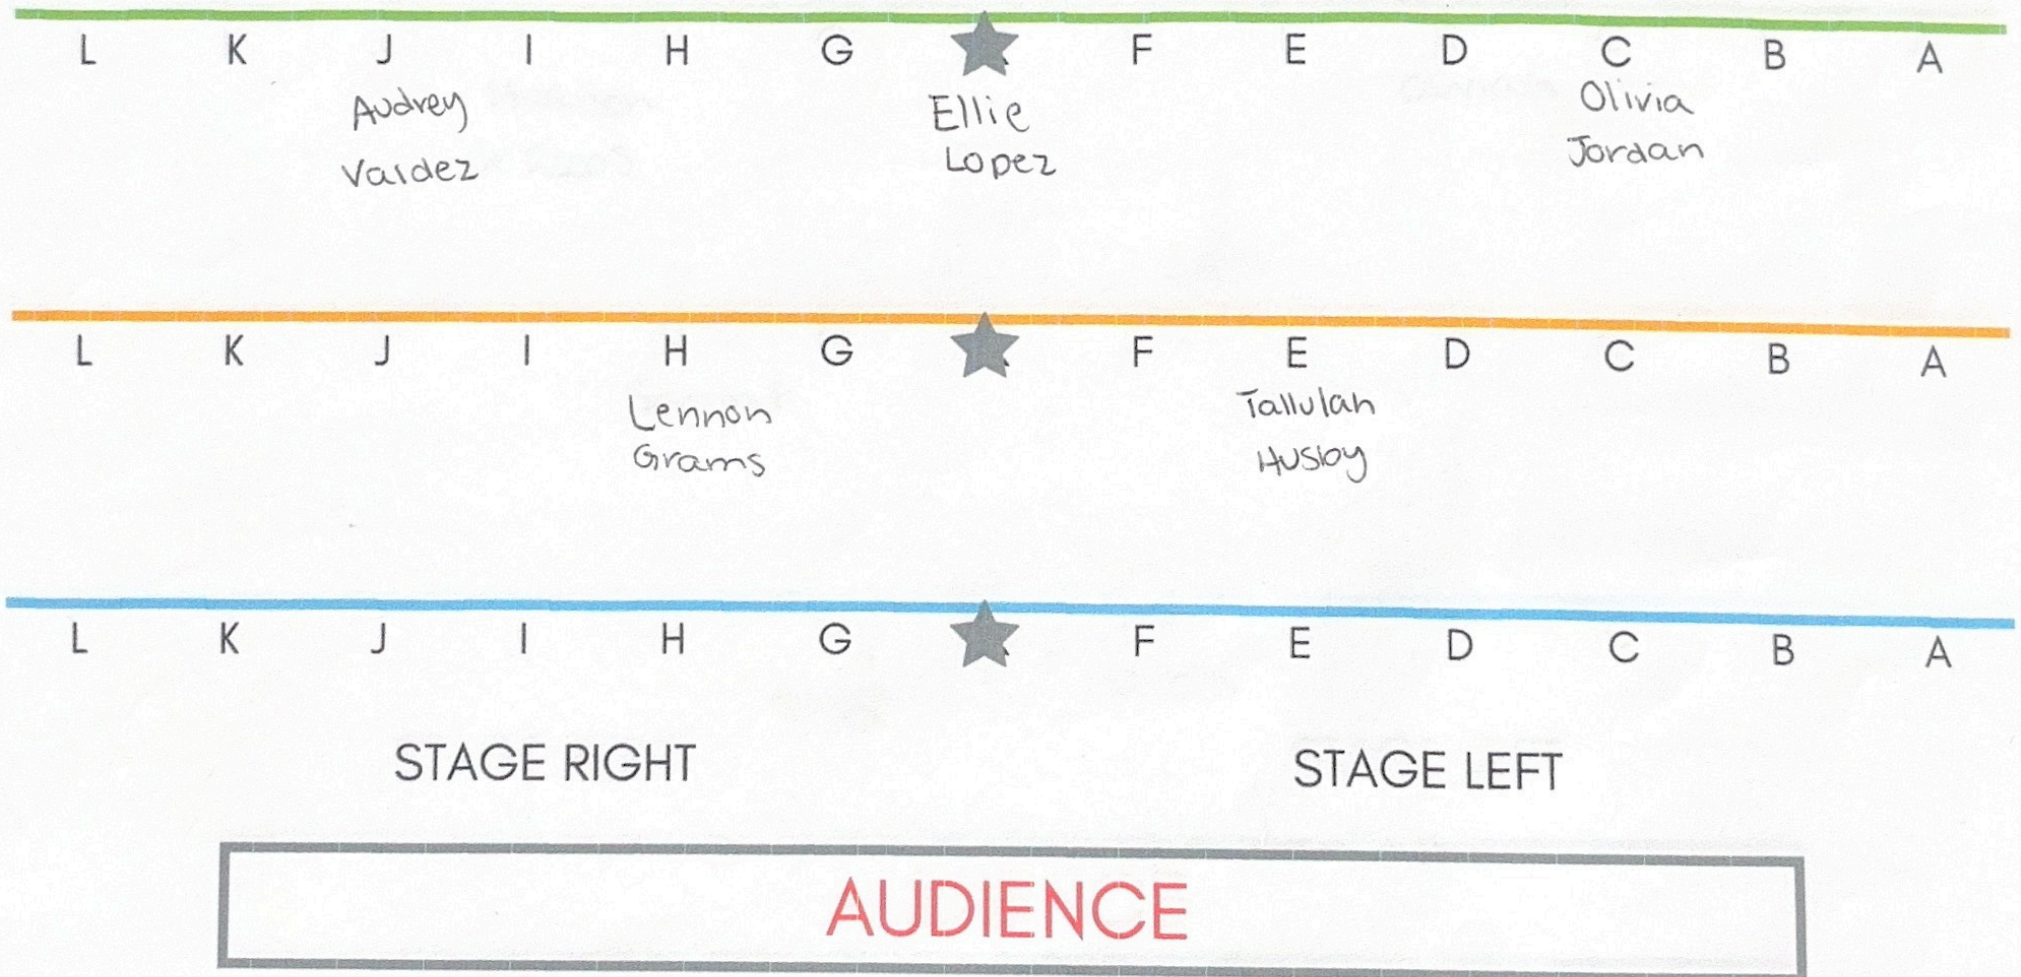 L K J I H G F E D C B A
Audrey Ellie Olivia
Valdez Lopez Jordan
L K J I H G F E D C B A
Lennon Tallulah
Grams Husby
L K J I H G F E D C B A
STAGE RIGHT STAGE LEFT
AUDIENCE